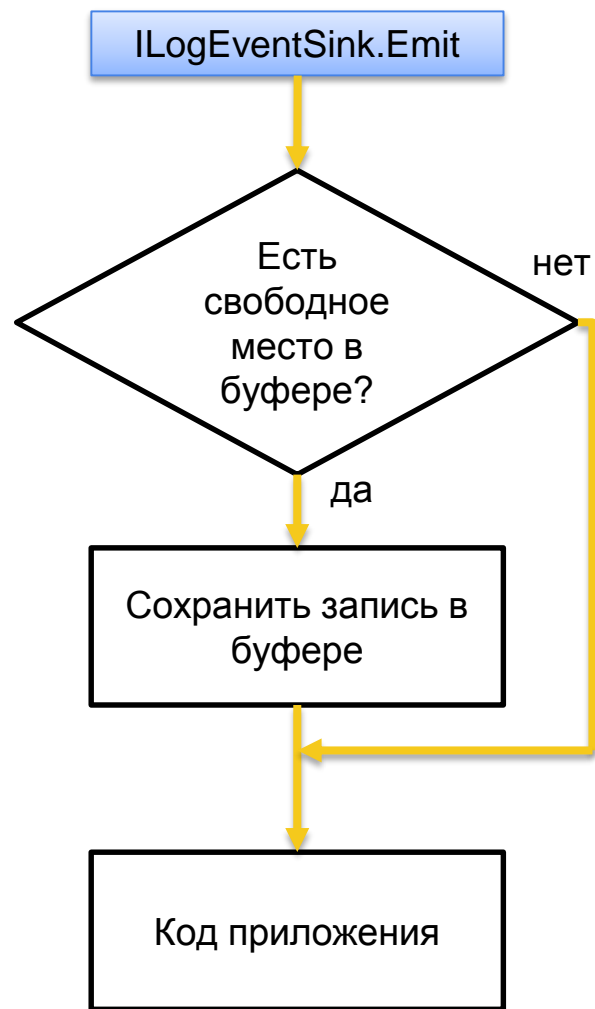 ILogEventSink.Emit
Есть
свободное
место в
буфере?
нет
да
Сохранить запись в
буфере
Код приложения